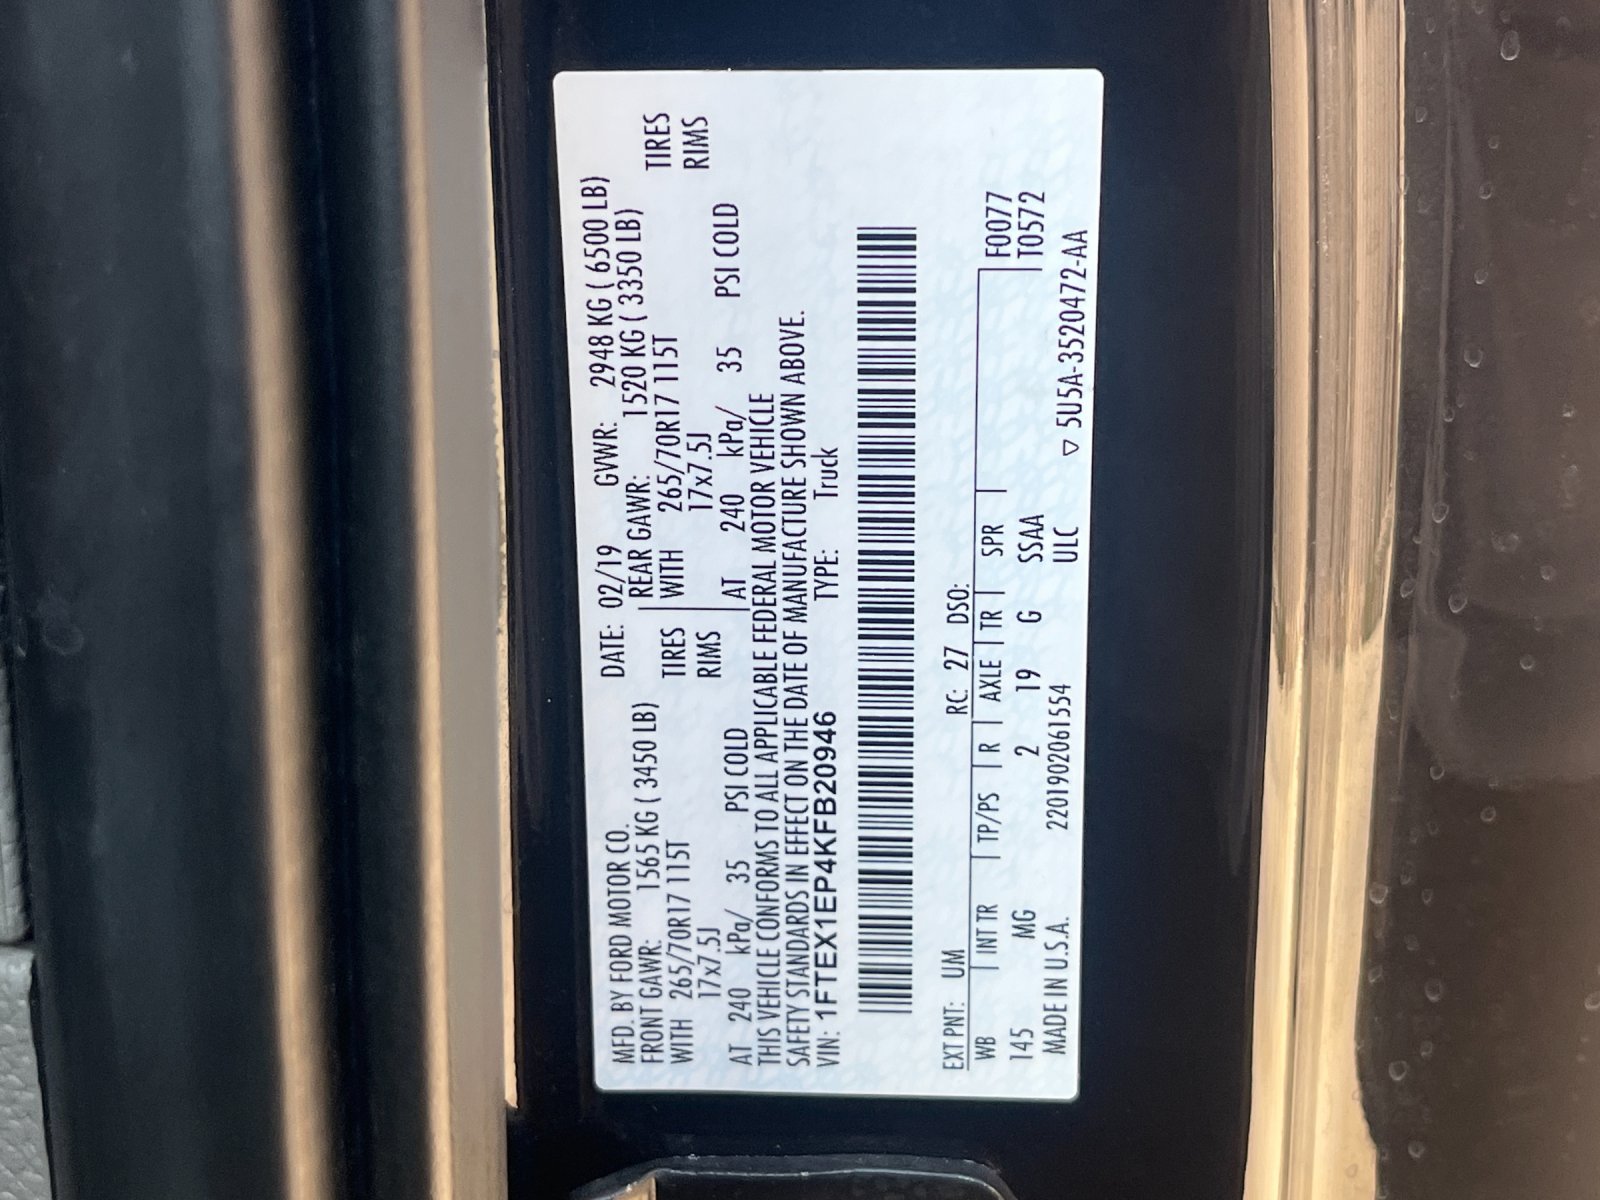 MFD. BY FORD MOTOR CO. DATE: 02/19 GVWR: 2948 KG ( 6500 LB)
FRONT GAWR: 1565 KG ( 3450 LB) REAR GAWR: 1520 KG ( 3350 LB)
WITH 265/70R17 115T TIRES WITH 265/70R17 115T TIRES
17x7.5J RIMS 17x7.5J RIMS
AT 240 kPa/ 35 PSI COLD AT 240 kPa/ 35 PSI COLD
THIS VEHICLE CONFORMS TO ALL APPLICABLE FEDERAL MOTOR VEHICLE
SAFETY STANDARDS IN EFFECT ON THE DATE OF MANUFACTURE SHOWN ABOVE.
VIN: 1FTEX1EP4KFB20946 TYPE: Truck
EXT PNT: UM RC: 27 DSO:
WB INT TR TP/PS R AXLE TR SPR F0077
145 MG 2 19 G SSAA T0572
MADE IN U.S.A. 2201902061554 ULC
▽ 5U5A-3520472-AA